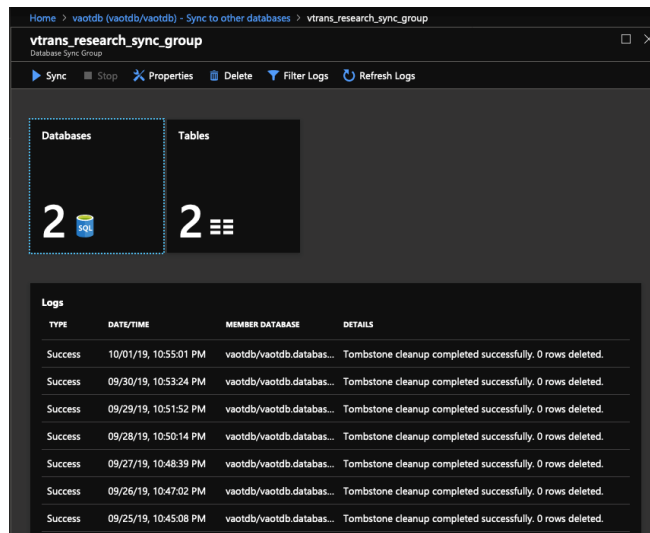 Home > vaotdb (vaotdb/vaotdb) - Sync to other databases > vtrans_research_sync_group
vtrans_research_sync_group
Database Sync Group
Sync Stop Properties Delete Filter Logs Refresh Logs
Databases Tables
2 SQL 2
Logs
TYPE DATE/TIME MEMBER DATABASE DETAILS
Success 10/01/19, 10:55:01 PM vaotdb/vaotdb.databas... Tombstone cleanup completed successfully. 0 rows deleted.
Success 09/30/19, 10:53:24 PM vaotdb/vaotdb.databas... Tombstone cleanup completed successfully. 0 rows deleted.
Success 09/29/19, 10:51:52 PM vaotdb/vaotdb.databas... Tombstone cleanup completed successfully. 0 rows deleted.
Success 09/28/19, 10:50:14 PM vaotdb/vaotdb.databas... Tombstone cleanup completed successfully. 0 rows deleted.
Success 09/27/19, 10:48:39 PM vaotdb/vaotdb.databas... Tombstone cleanup completed successfully. 0 rows deleted.
Success 09/26/19, 10:47:02 PM vaotdb/vaotdb.databas... Tombstone cleanup completed successfully. 0 rows deleted.
Success 09/25/19, 10:45:08 PM vaotdb/vaotdb.databas... Tombstone cleanup completed successfully. 0 rows deleted.